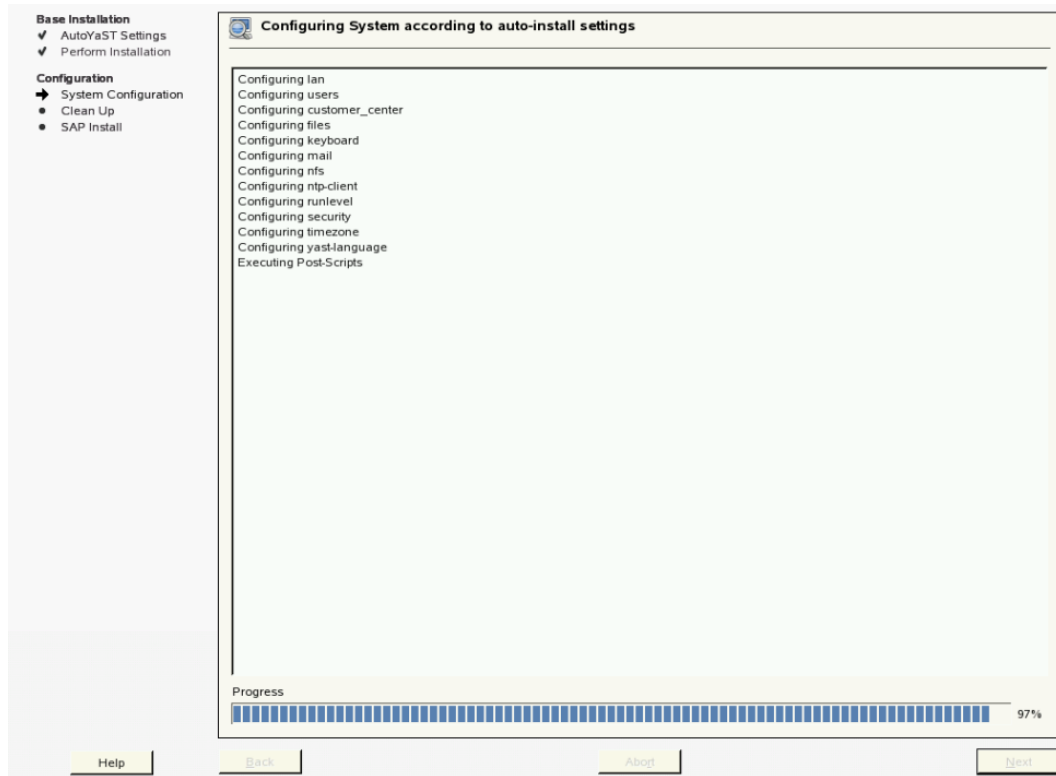 Base Installation
AutoYaST Settings
Perform Installation
Configuration
System Configuration
Clean Up
SAP Install
Configuring System according to auto-install settings
Configuring lan
Configuring users
Configuring customer_center
Configuring files
Configuring keyboard
Configuring mail
Configuring nfs
Configuring ntp-client
Configuring runlevel
Configuring security
Configuring timezone
Configuring yast-language
Executing Post-Scripts
Progress
97%
Help
Back
Abort
Next